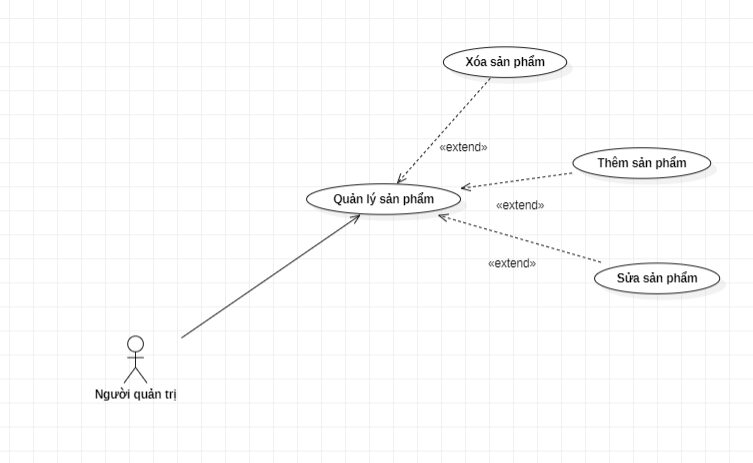 Xóa sản phẩm
«extend»
Thêm sản phẩm
Quản lý sản phẩm
«extend»
«extend»
Sửa sản phẩm
Người quản trị